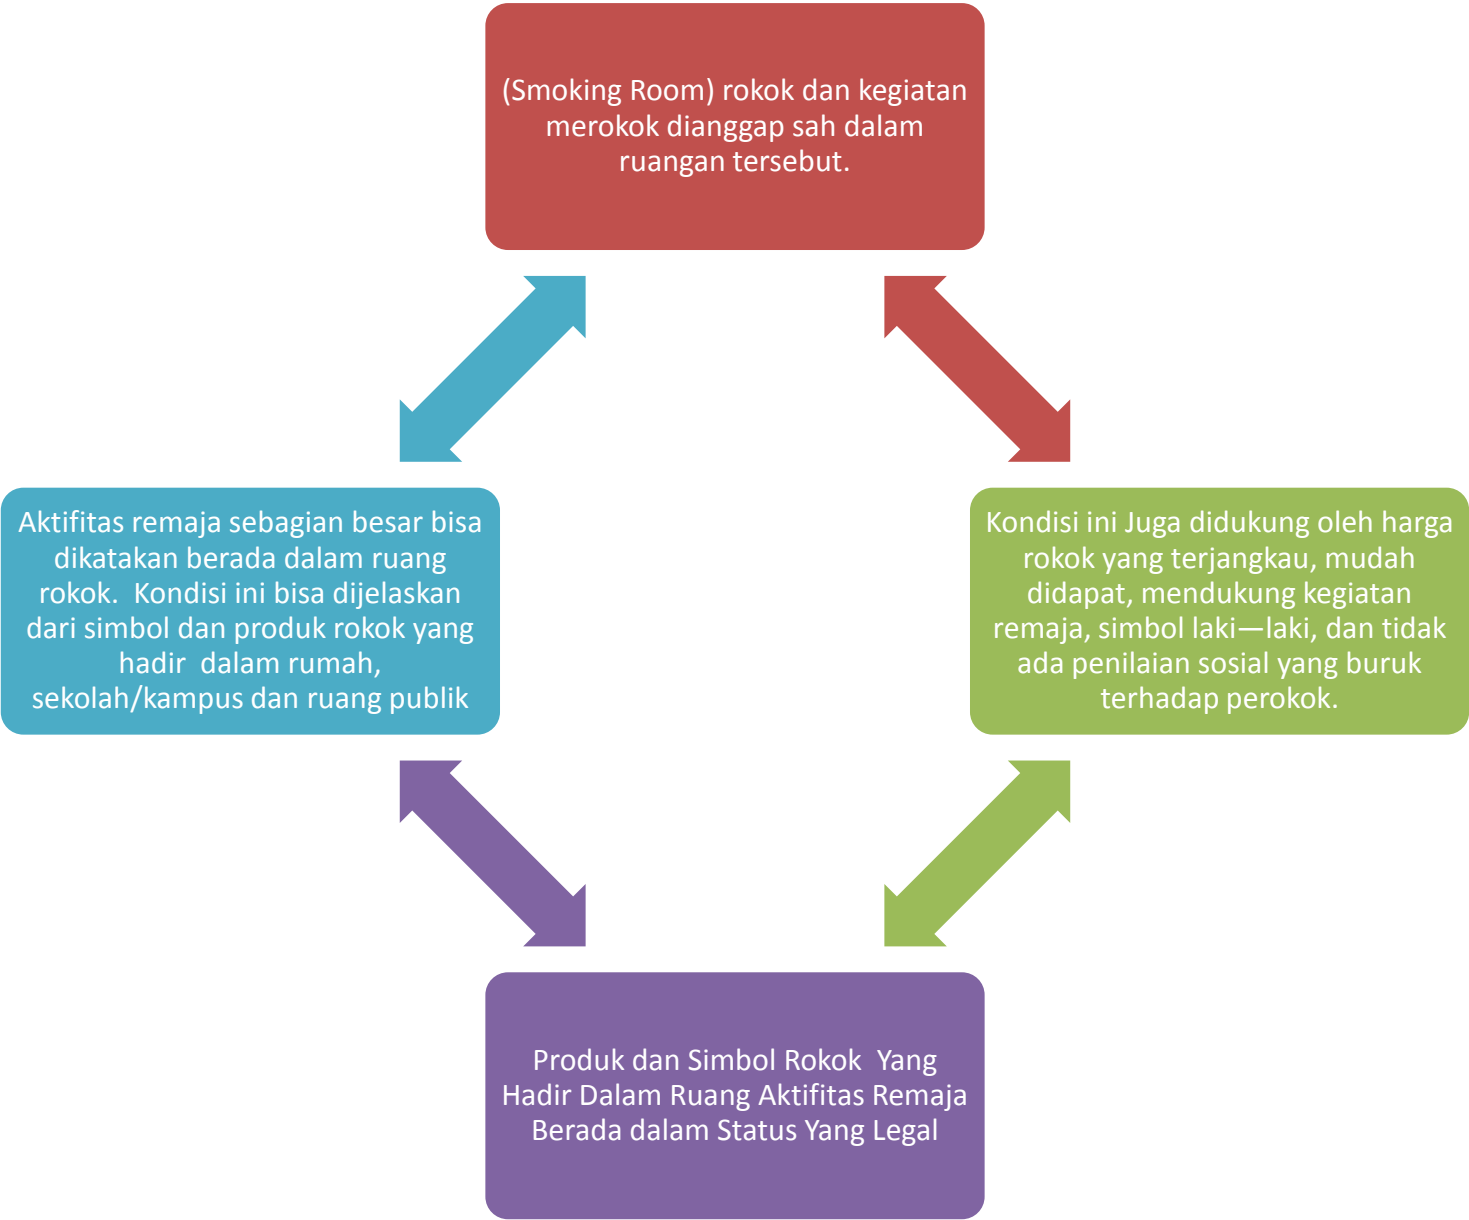 (Smoking Room) rokok dan kegiatan
merokok dianggap sah dalam
ruangan tersebut.
Aktifitas remaja sebagian besar bisa
dikatakan berada dalam ruang
rokok.  Kondisi ini bisa dijelaskan
dari simbol dan produk rokok yang
hadir  dalam rumah,
sekolah/kampus dan ruang publik
Kondisi ini Juga didukung oleh harga
rokok yang terjangkau, mudah
didapat, mendukung kegiatan
remaja, simbol laki—laki, dan tidak
ada penilaian sosial yang buruk
terhadap perokok.
Produk dan Simbol Rokok  Yang
Hadir Dalam Ruang Aktifitas Remaja
Berada dalam Status Yang Legal